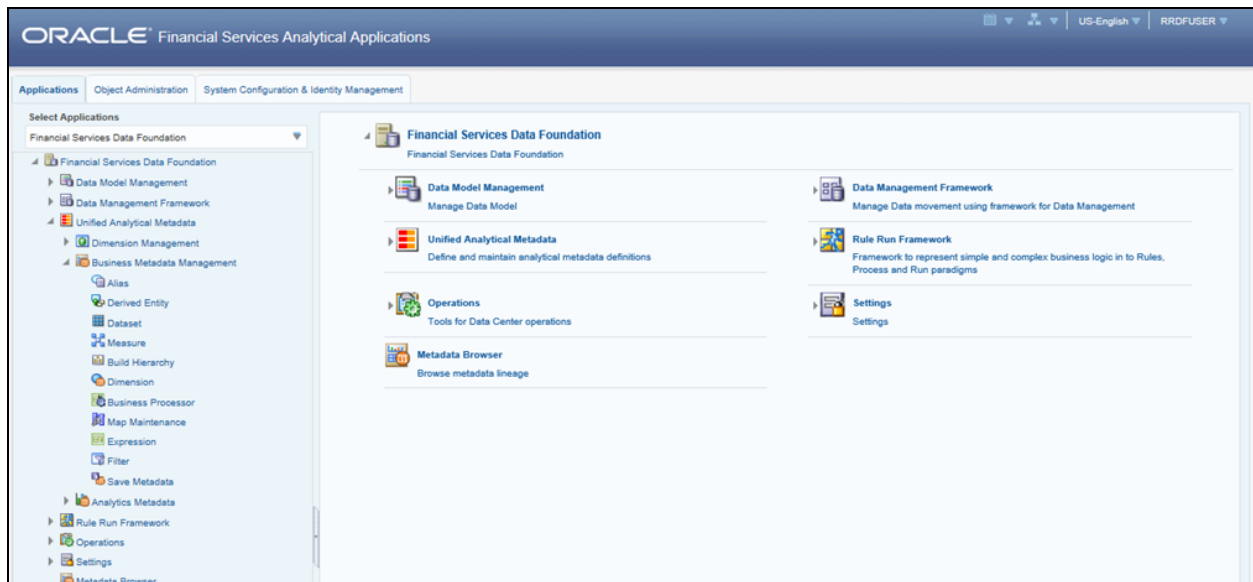 US-English RRDFUSER
ORACLE® Financial Services Analytical Applications
Applications Object Administration System Configuration & Identity Management
Select Applications
Financial Services Data Foundation
Financial Services Data Foundation
Data Model Management
Data Management Framework
Unified Analytical Metadata
Dimension Management
Business Metadata Management
Alias
Derived Entity
Dataset
Measure
Build Hierarchy
Dimension
Business Processor
Map Maintenance
Expression
Filter
Save Metadata
Analytics Metadata
Rule Run Framework
Operations
Settings
Metadata Browser
Financial Services Data Foundation
Financial Services Data Foundation
Data Model Management
Manage Data Model
Data Management Framework
Manage Data movement using framework for Data Management
Unified Analytical Metadata
Define and maintain analytical metadata definitions
Rule Run Framework
Framework to represent simple and complex business logic in to Rules,
Process and Run paradigms
Operations
Tools for Data Center operations
Settings
Settings
Metadata Browser
Browse metadata lineage